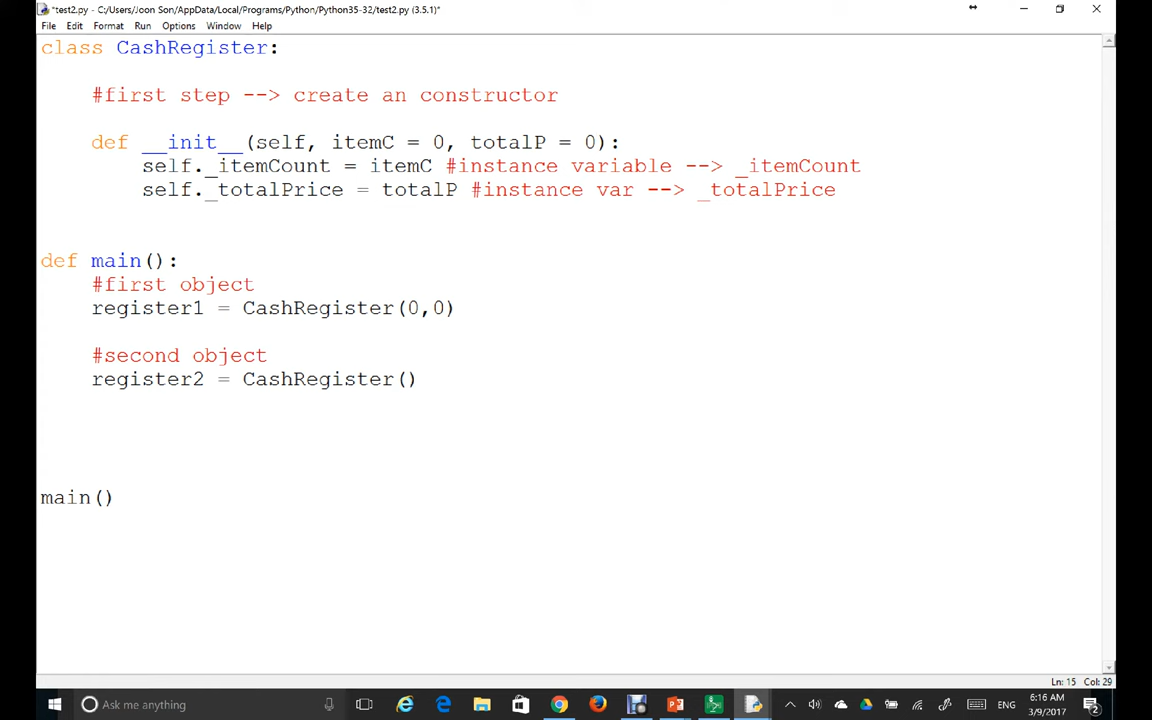 *test2.py - C:/Users/Joon Son/AppData/Local/Programs/Python/Python35-32/test2.py (3.5.1)*
File Edit Format Run Options Window Help
class CashRegister:
#first step --> create an constructor
def __init__(self, itemC = 0, totalP = 0):
self._itemCount = itemC #instance variable --> _itemCount
self._totalPrice = totalP #instance var --> _totalPrice
def main():
#first object
register1 = CashRegister(0,0)
#second object
register2 = CashRegister()
main()
Ln: 15 Col: 29
Ask me anything
ENG
6:16 AM
3/9/2017
2